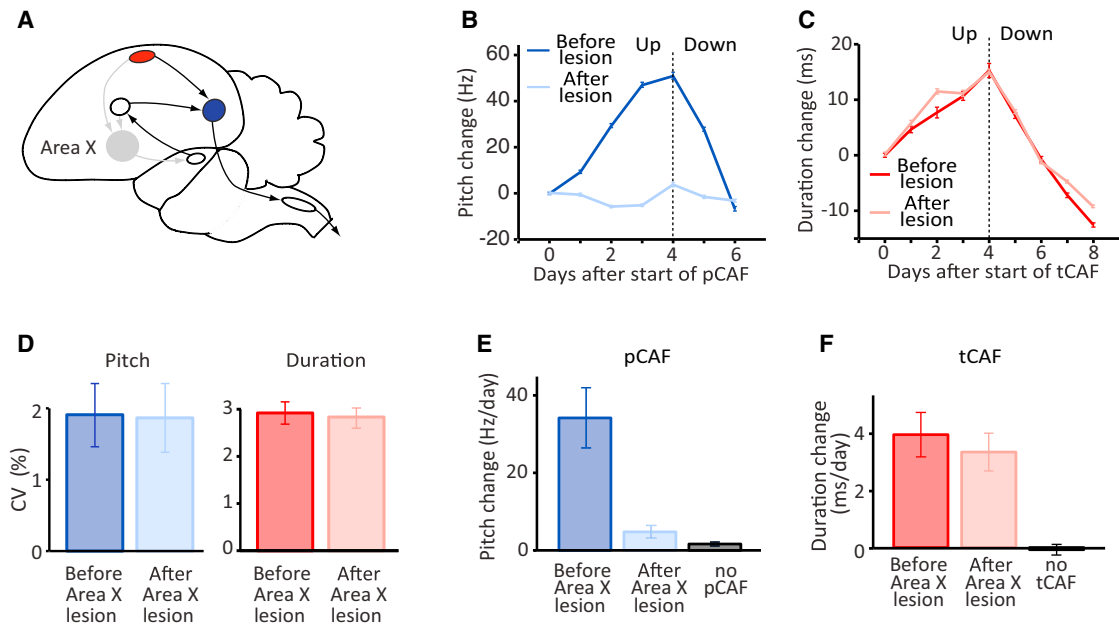 A
Area X
B
Before
lesion
After
lesion
Up
Down
Pitch change (Hz)
60
40
20
0
-20
0
2
4
6
Days after start of pCAF
C
Up
Down
Duration change (ms)
20
10
0
-10
Before
lesion
After
lesion
0
2
4
6
8
Days after start of tCAF
D
Pitch
CV (%)
2
1
0
Before
Area X
lesion
After
Area X
lesion
Duration
3
2
1
0
Before
Area X
lesion
After
Area X
lesion
E
pCAF
Pitch change (Hz/day)
40
20
0
Before
Area X
lesion
After
Area X
lesion
no
pCAF
F
tCAF
Duration change
(ms/day)
4
2
0
Before
Area X
lesion
After
Area X
lesion
no
tCAF